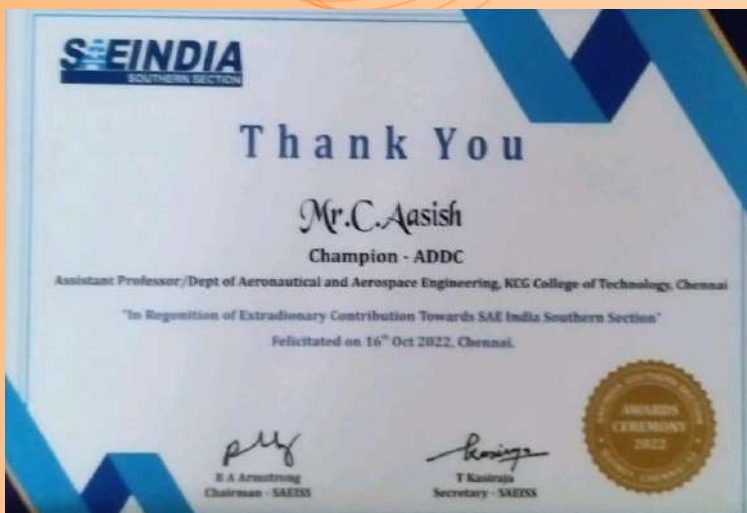 SAEINDIA
SOUTHERN SECTION
Thank You
Mr.C.Aasish
Champion - ADDC
Assistant Professor/Dept of Aeronautical and Aerospace Engineering, KCG College of Technology, Chennai
"In Regonition of Extradionary Contribution Towards SAE India Southern Section"
Felicitated on 16th Oct 2022, Chennai.
R A Armstrong
Chairman - SAEISS
T Kasiraja
Secretary - SAEISS
AWARDS
CEREMONY
2022